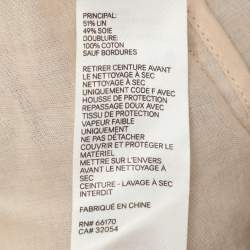 PRINCIPAL:
51% LIN
49% SOIE
DOUBLURE:
100% COTON
SAUF BORDURES
RETIRER CEINTURE AVANT
LE NETTOYAGE À SEC
NETTOYAGE À SEC
UNIQUEMENT CODE F AVEC
HOUSSE DE PROTECTION
REPASSAGE DOUX AVEC
TISSU DE PROTECTION
VAPEUR FAIBLE
UNIQUEMENT
NE PAS DÉTACHER
COUVRIR ET PROTÉGER LE
MATÉRIEL
METTRE SUR L'ENVERS
AVANT LE NETTOYAGE À
SEC
CEINTURE - LAVAGE À SEC
INTERDIT
FABRIQUÉ EN CHINE
RN# 66170
CA# 32054